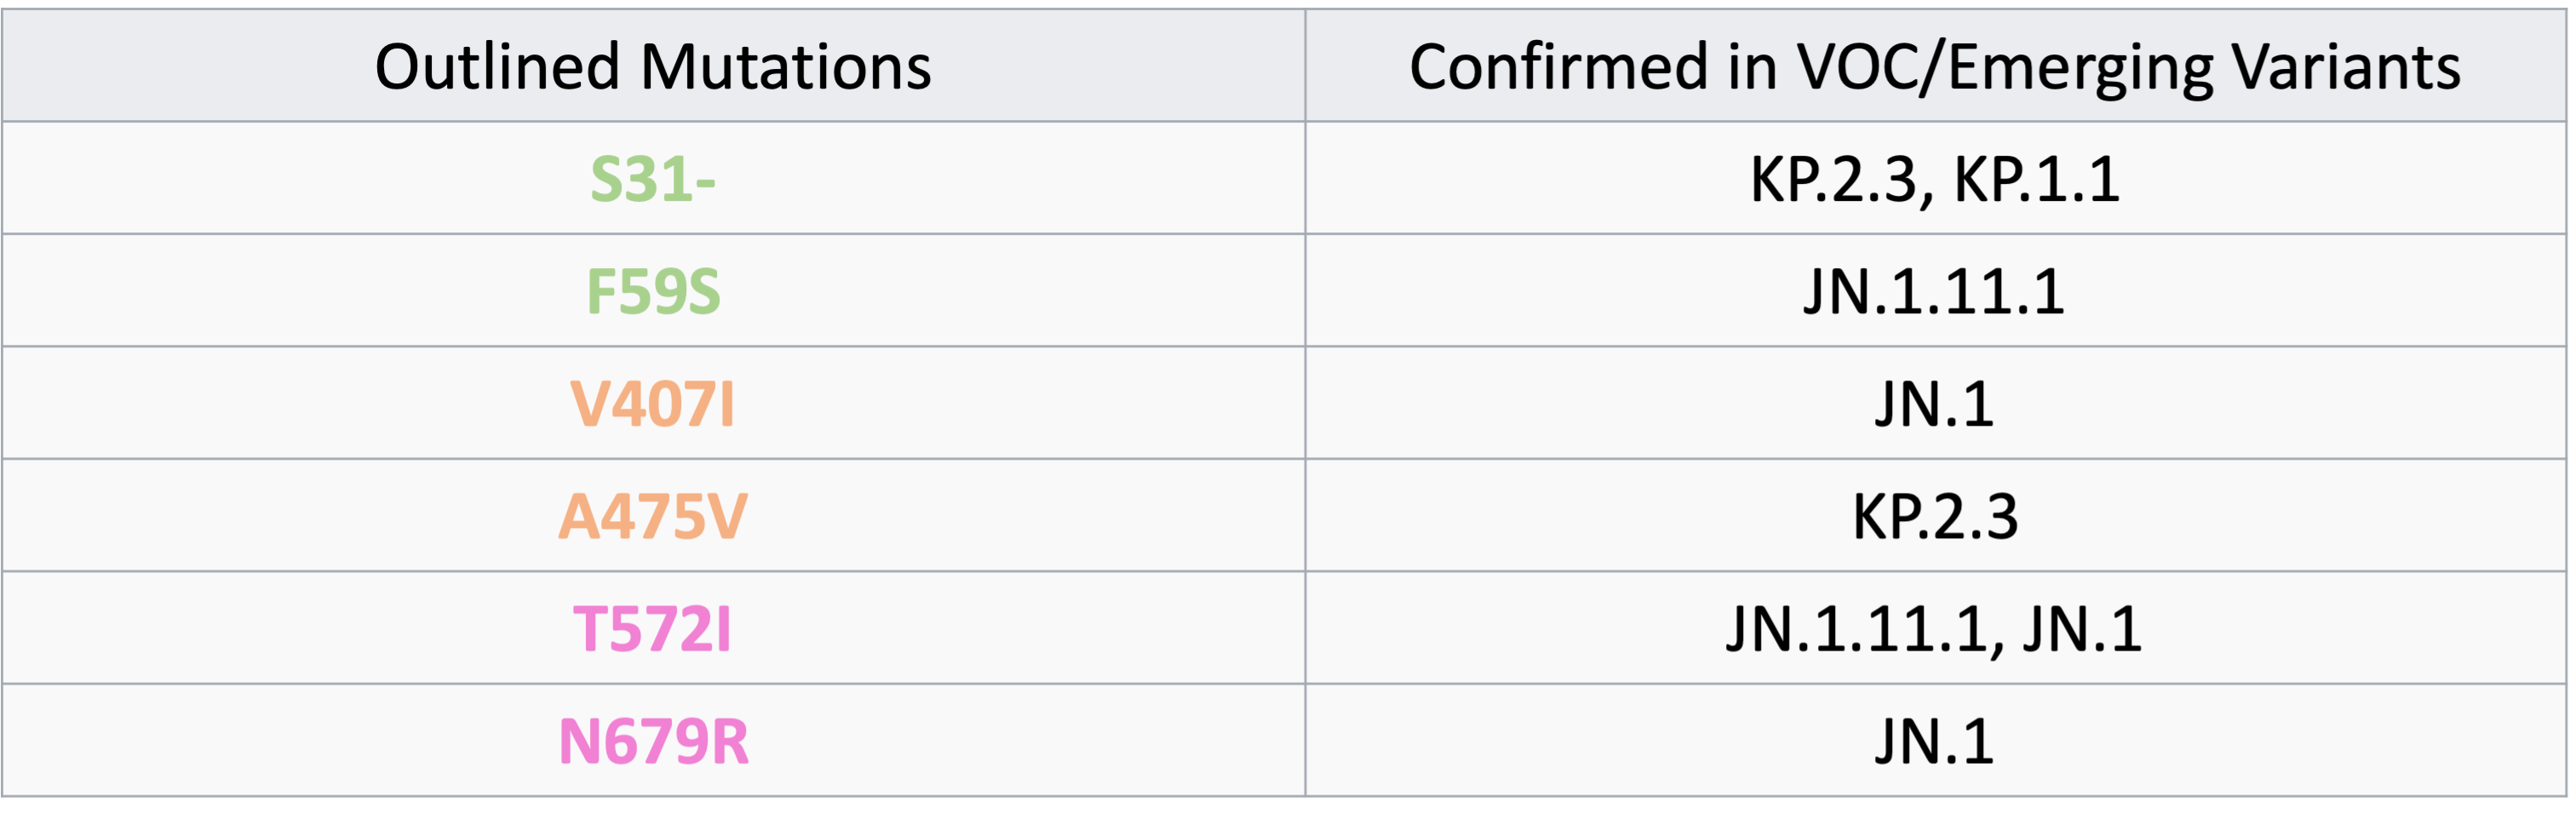 Outlined Mutations Confirmed in VOC/Emerging Variants
S31- KP.2.3, KP.1.1
F59S JN.1.11.1
V407I JN.1
A475V KP.2.3
T572I JN.1.11.1, JN.1
N679R JN.1